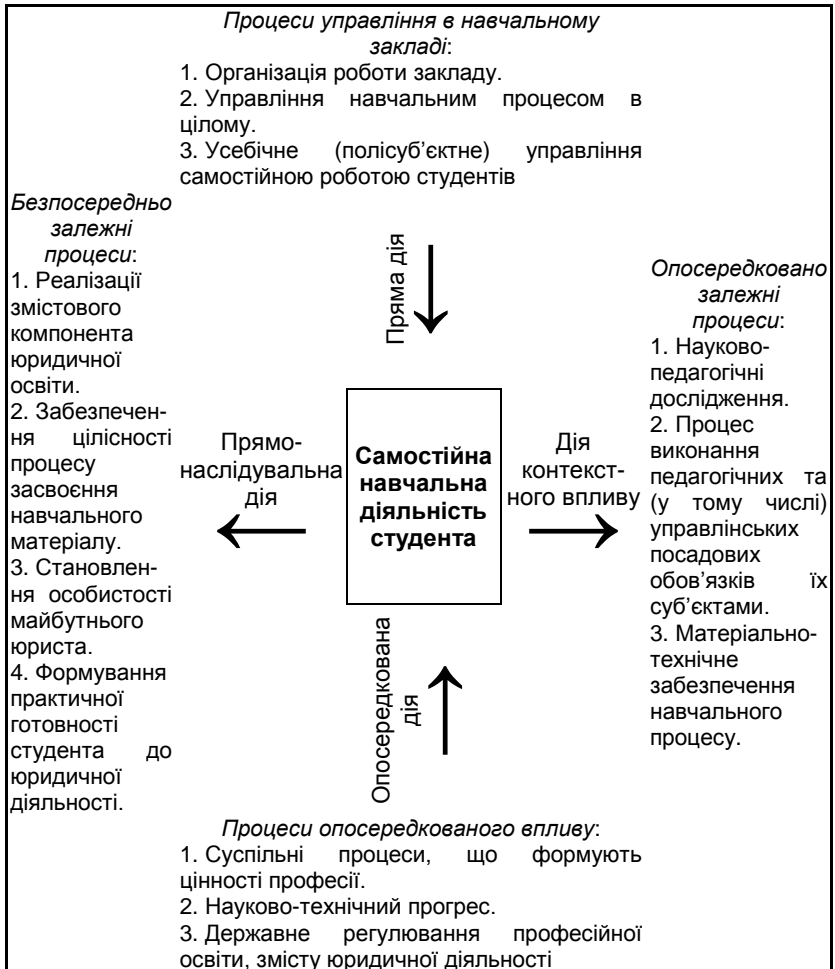 Процеси управління в навчальному
закладі:
1. Організація роботи закладу.
2. Управління навчальним процесом в
цілому.
3. Усебічне (полісуб’єктне) управління
самостійною роботою студентів
Безпосередньо
залежні
процеси:
1. Реалізації
змістового
компонента
юридичної
освіти.
2. Забезпечен-
ня цілісності
процесу
засвоєння
навчального
матеріалу.
3. Становлен-
ня особистості
майбутнього
юриста.
4. Формування
практичної
готовності
студента до
юридичної
діяльності.
Пряма дія
Прямо-
наслідувальна
дія
Самостійна
навчальна
діяльність
студента
Дія
контекст-
ного впливу
Опосередкована
дія
Опосередковано
залежні
процеси:
1. Науково-
педагогічні
дослідження.
2. Процес
виконання
педагогічних та
(у тому числі)
управлінських
посадових
обов’язків їх
суб’єктами.
3. Матеріально-
технічне
забезпечення
навчального
процесу.
Процеси опосередкованого впливу:
1. Суспільні процеси, що формують
цінності професії.
2. Науково-технічний прогрес.
3. Державне регулювання професійної
освіти, змісту юридичної діяльності